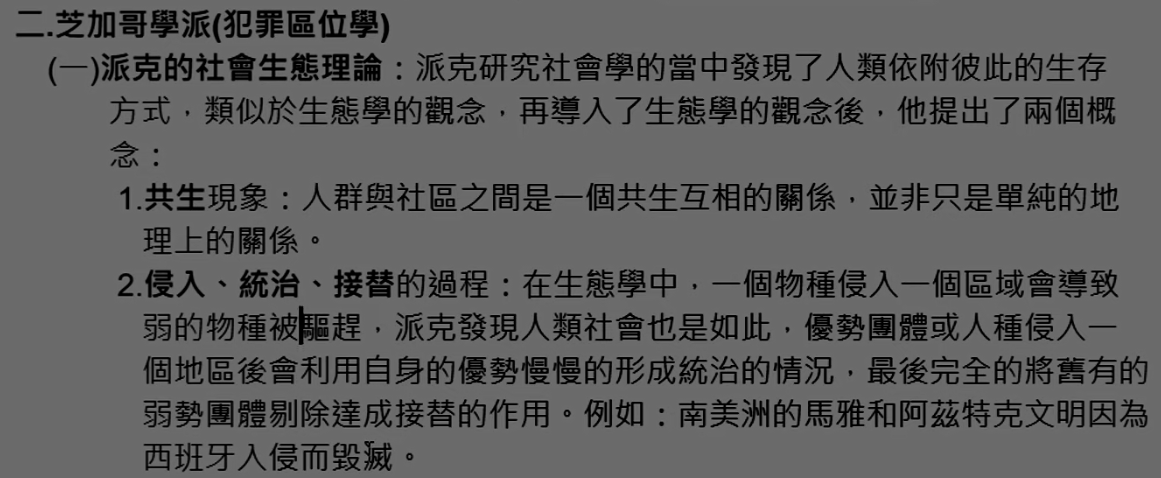 二.芝加哥學派(犯罪區位學)
(一)派克的社會生態理論：派克研究社會學的當中發現了人類依附彼此的生存
方式，類似於生態學的觀念，再導入了生態學的觀念後，他提出了兩個概
念：
1.共生現象：人群與社區之間是一個共生互相的關係，並非只是單純的地
理上的關係。
2.侵入、統治、接替的過程：在生態學中，一個物種侵入一個區域會導致
弱的物種被驅趕，派克發現人類社會也是如此，優勢團體或人種侵入一
個地區後會利用自身的優勢慢慢的形成統治的情況，最後完全的將舊有的
弱勢團體剔除達成接替的作用。例如：南美洲的馬雅和阿茲特克文明因為
西班牙入侵而毀滅。